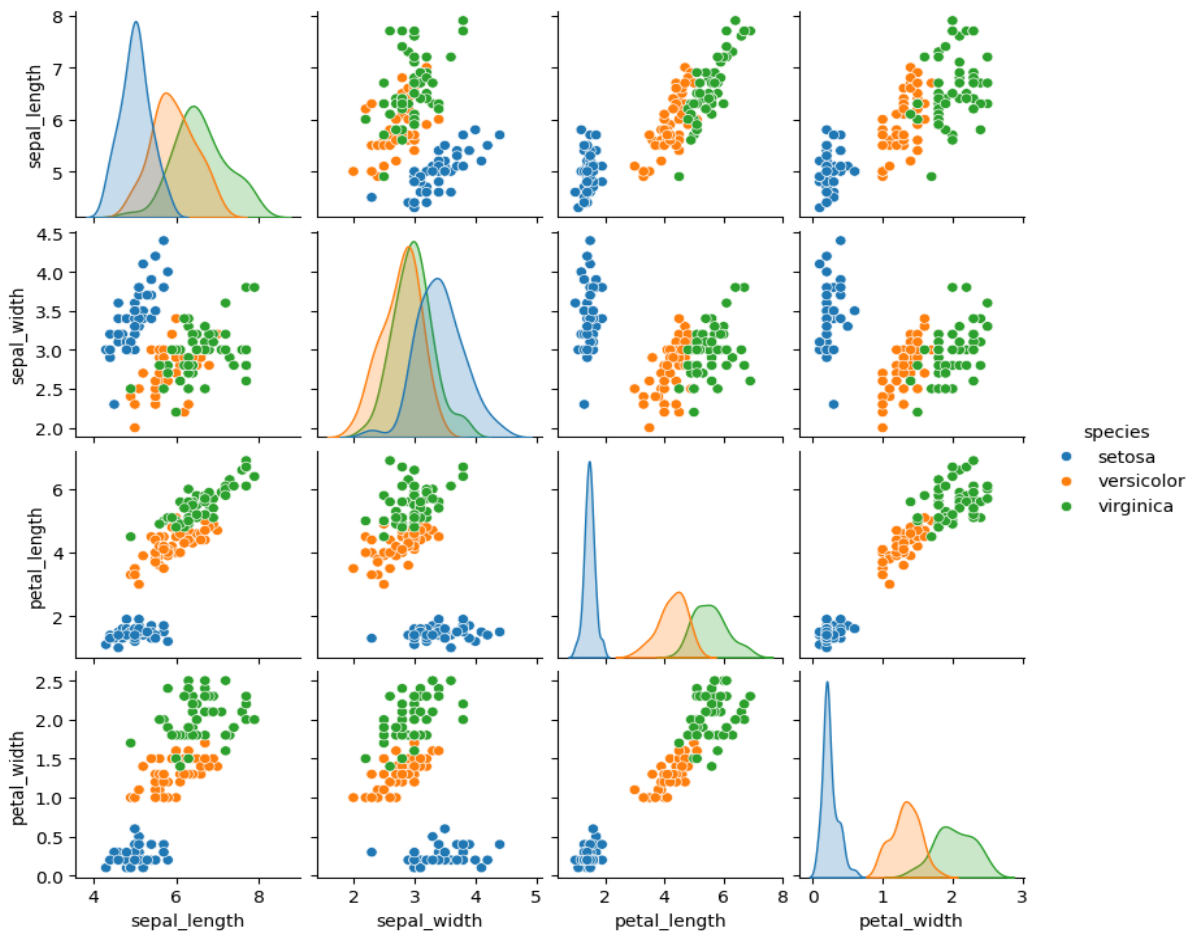 sepal_length
8
7
6
5
sepal_width
4.5
4.0
3.5
3.0
2.5
2.0
petal_length
6
4
2
petal_width
2.5
2.0
1.5
1.0
0.5
0.0
4 6 8
sepal_length
2 3 4 5
sepal_width
0 2 4 6 8
petal_length
0 1 2 3
petal_width
species
setosa
versicolor
virginica